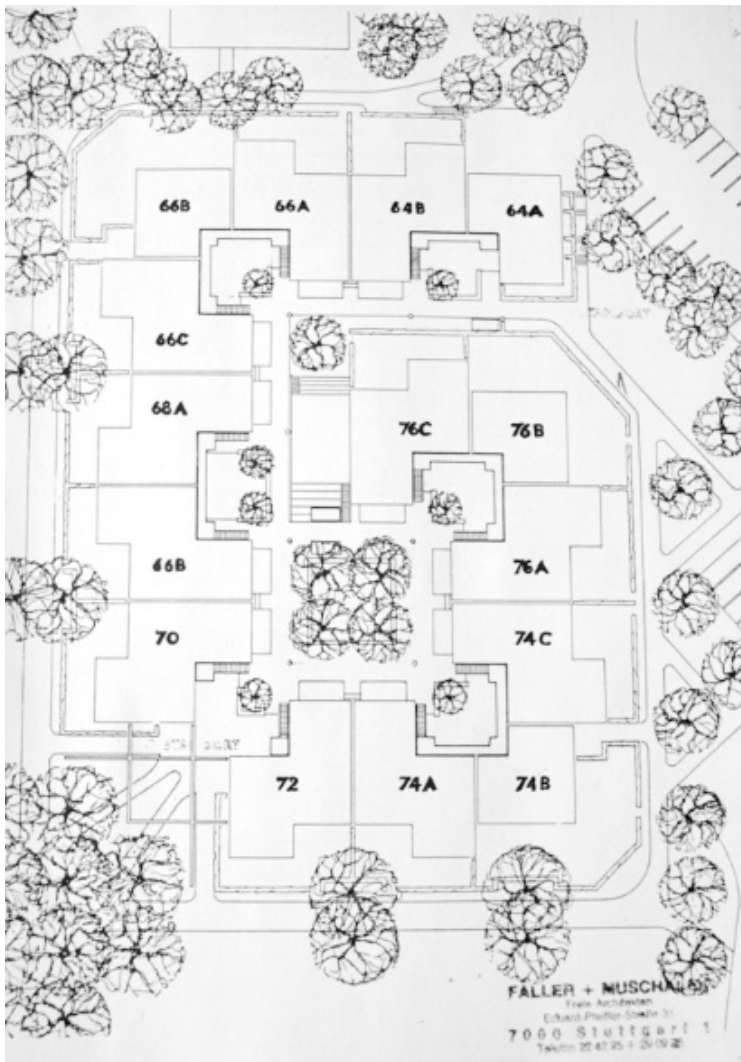 66B 66A 64B 64A
66C
68A 76C 76B
66B 76A
70 74C
72 74A 74B
FALLER + MUSCHALA
Freie Architekten
7000 Stuttgart 1